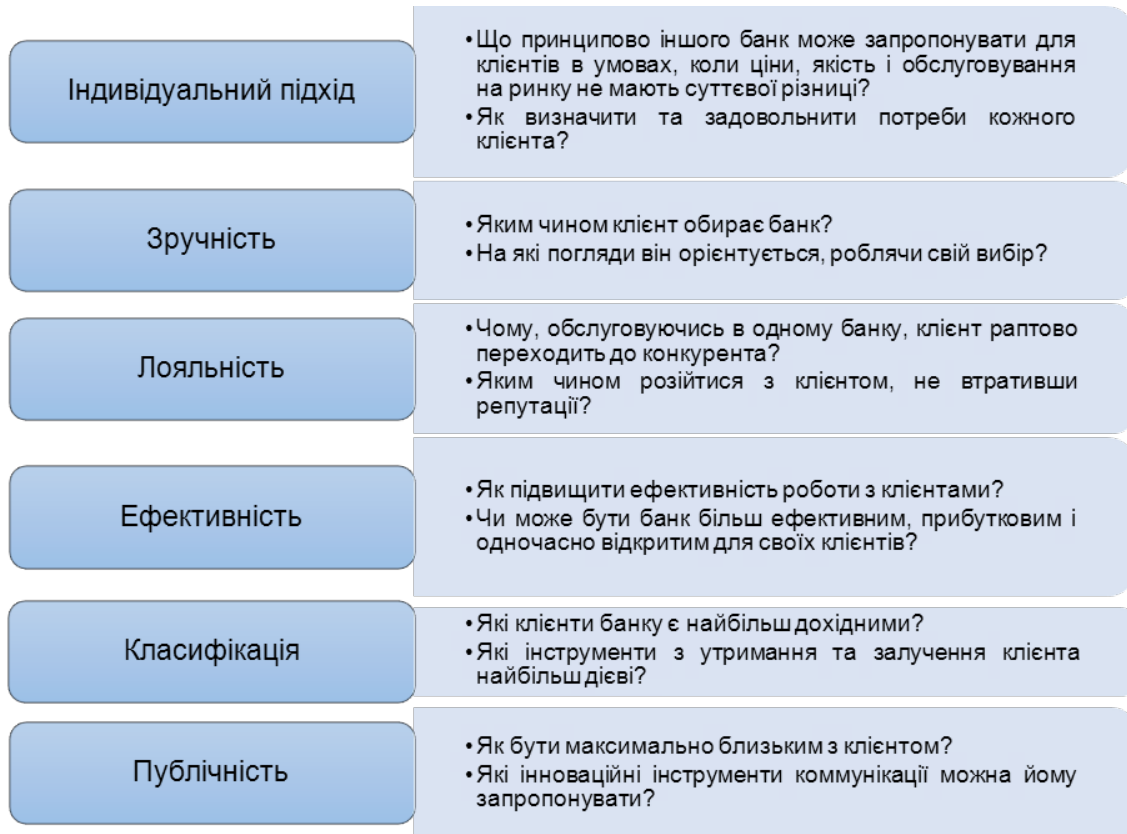 Індивідуальний підхід
•Що принципово іншого банк може запропонувати для
клієнтів в умовах, коли ціни, якість і обслуговування
на ринку не мають суттєвої різниці?
•Як визначити та задовольнити потреби кожного
клієнта?
Зручність
•Яким чином клієнт обирає банк?
•На які погляди він орієнтується, роблячи свій вибір?
Лояльність
•Чому, обслуговуючись в одному банку, клієнт раптово
переходить до конкурента?
•Яким чином розійтися з клієнтом, не втративши
репутації?
Ефективність
•Як підвищити ефективність роботи з клієнтами?
•Чи може бути банк більш ефективним, прибутковим і
одночасно відкритим для своїх клієнтів?
Класифікація
•Які клієнти банку є найбільш дохідними?
•Які інструменти з утримання та залучення клієнта
найбільш дієві?
Публічність
•Як бути максимально близьким з клієнтом?
•Які інноваційні інструменти коммунікації можна йому
запропонувати?